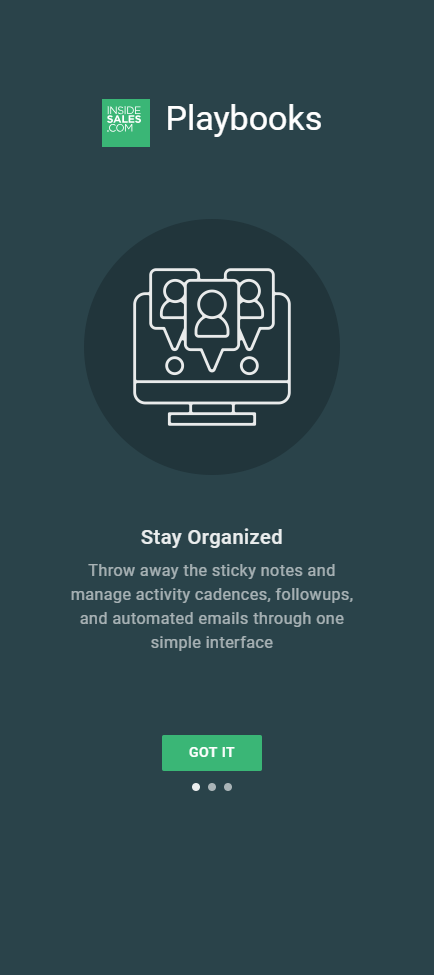 INSIDE
SALES
.COM
Playbooks
Stay Organized
Throw away the sticky notes and
manage activity cadences, followups,
and automated emails through one
simple interface
GOT IT